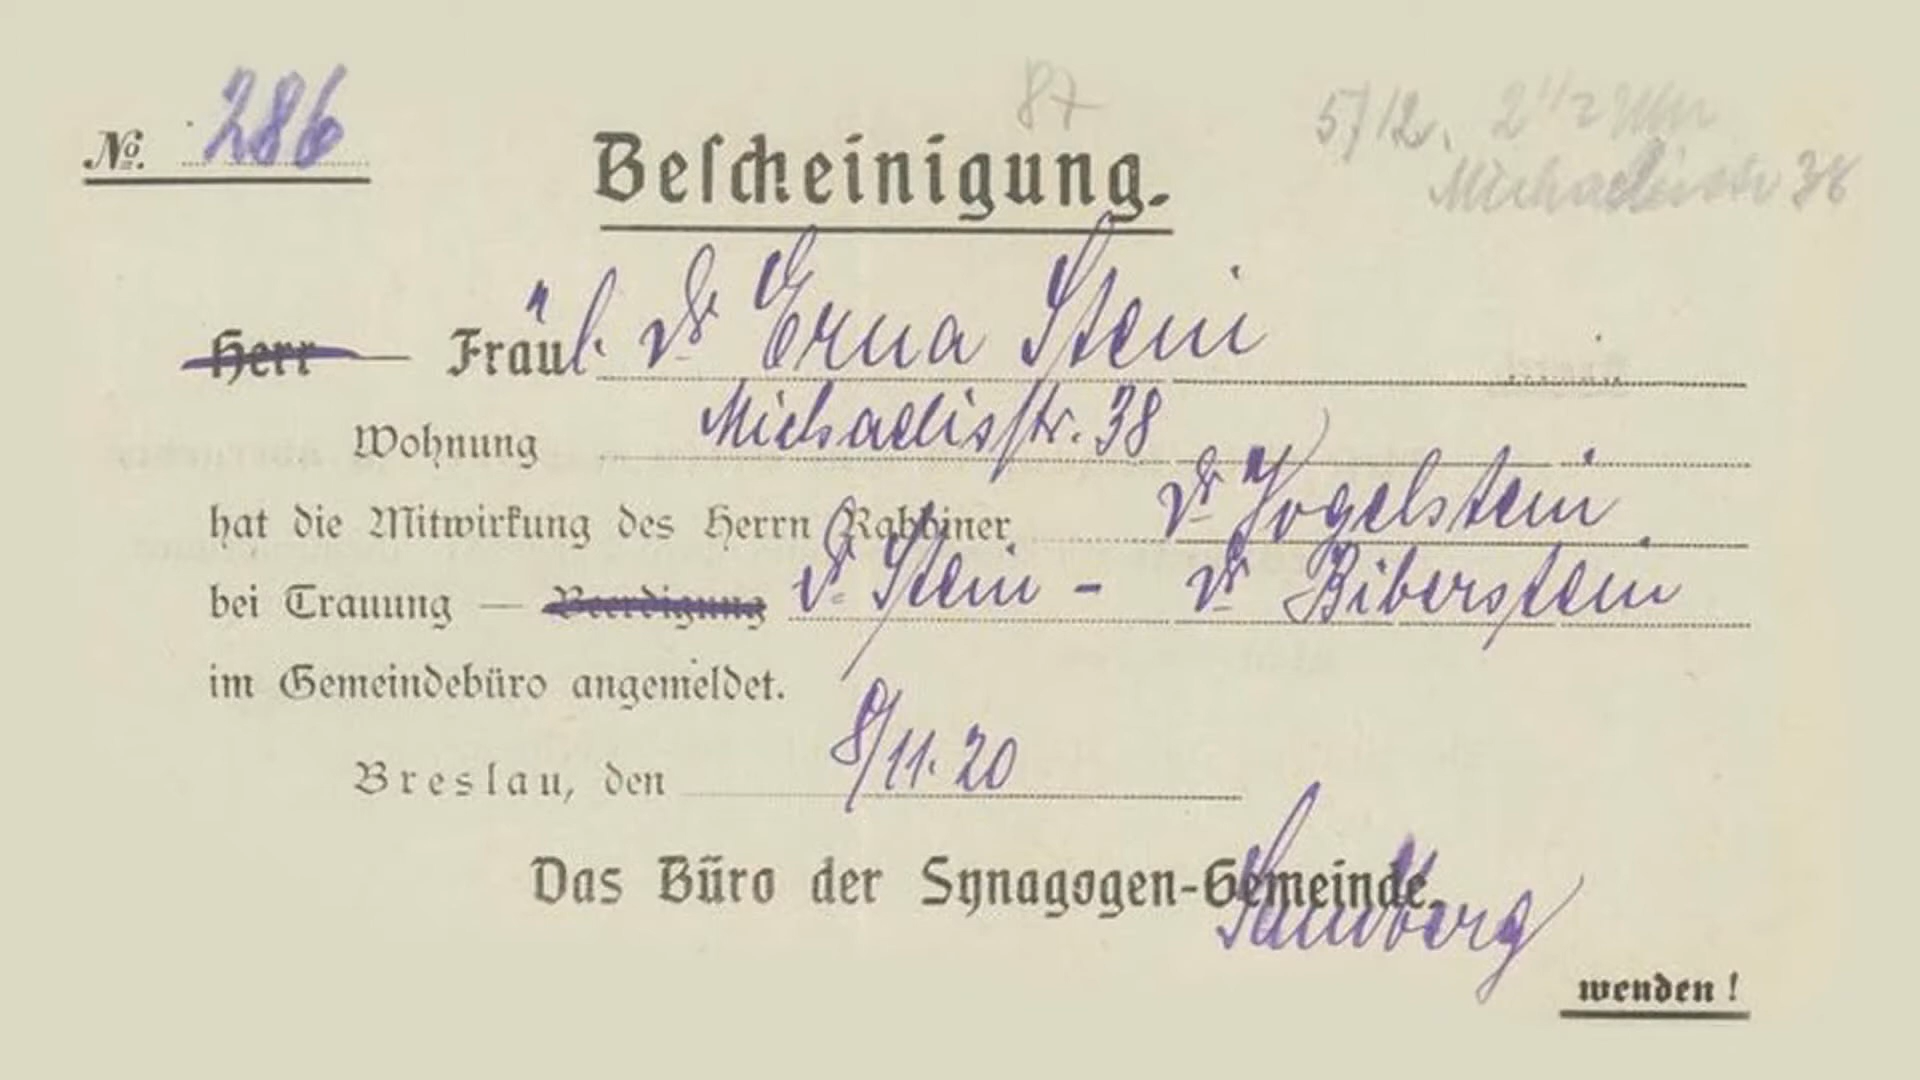 No. 286
87
5/12. 2 1/2 Uhr
Michaelisstr 38
Bescheinigung.
Herr — Fräul. Dr Erna Stein
Wohnung Michaelisstr. 38
hat die Mitwirkung des Herrn Rabbiner Dr Vogelstein
bei Trauung — Beerdigung Dr Stein - Dr Biberstein
im Gemeindebüro angemeldet.
Breslau, den 8/11.20
Das Büro der Synagogen-Gemeinde.
wenden!